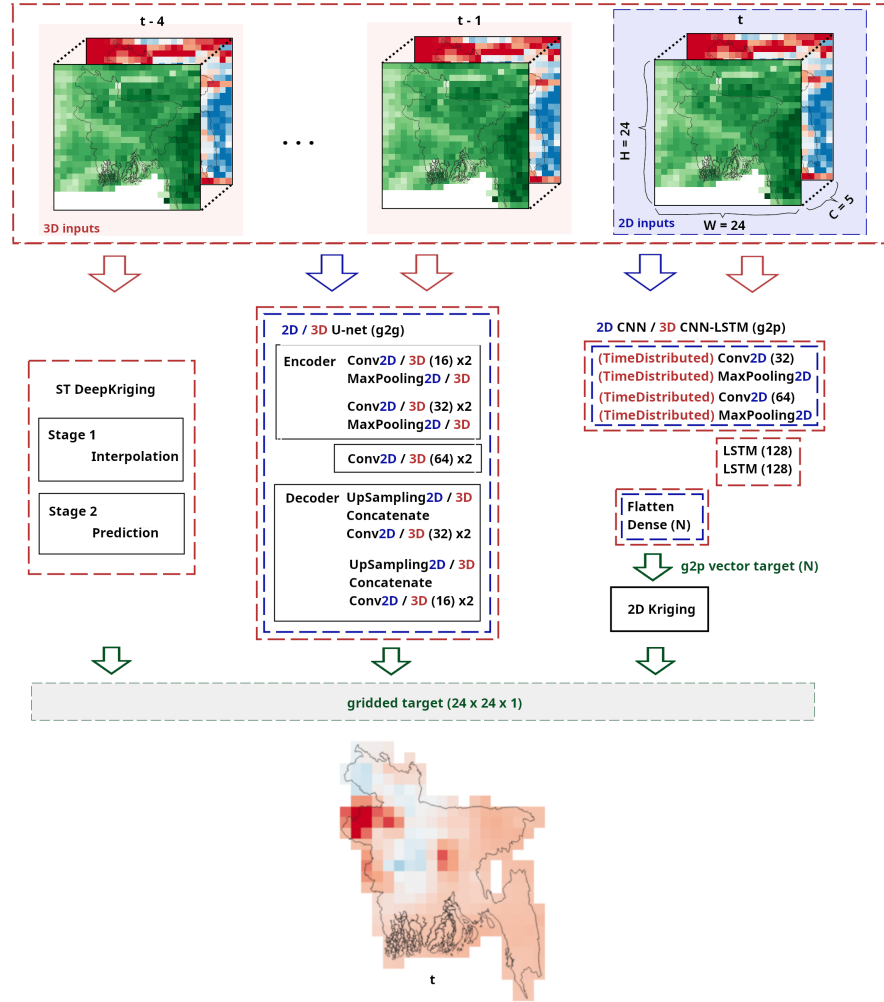 t - 4
t - 1
t
. . .
H = 24
W = 24
C = 5
3D inputs
2D inputs
ST DeepKriging
Stage 1
Interpolation
Stage 2
Prediction
2D / 3D U-net (g2g)
Encoder
Conv2D / 3D (16) x2
MaxPooling2D / 3D
Conv2D / 3D (32) x2
MaxPooling2D / 3D
Conv2D / 3D (64) x2
Decoder
UpSampling2D / 3D
Concatenate
Conv2D / 3D (32) x2
UpSampling2D / 3D
Concatenate
Conv2D / 3D (16) x2
2D CNN / 3D CNN-LSTM (g2p)
(TimeDistributed) Conv2D (32)
(TimeDistributed) MaxPooling2D
(TimeDistributed) Conv2D (64)
(TimeDistributed) MaxPooling2D
LSTM (128)
LSTM (128)
Flatten
Dense (N)
g2p vector target (N)
2D Kriging
gridded target (24 x 24 x 1)
t